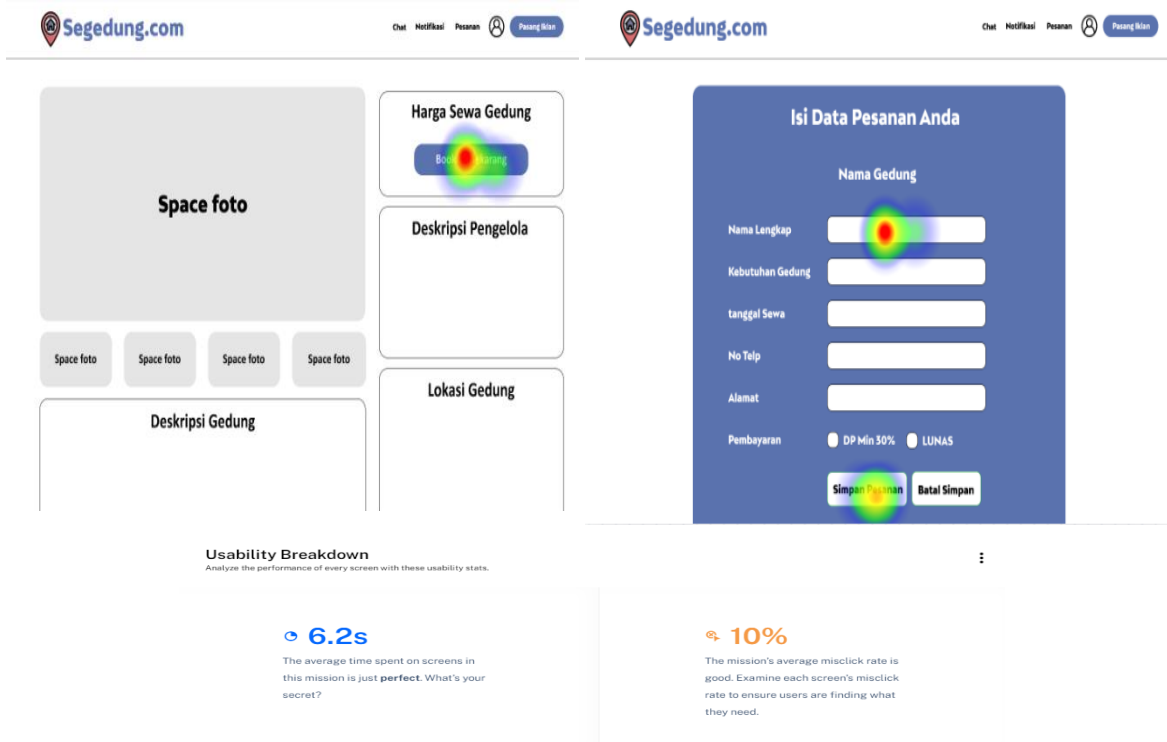 Segedung.com
Chat Notifikasi Pesanan Pasang Iklan
Space foto
Harga Sewa Gedung
Deskripsi Pengelola
Space foto Space foto Space foto Space foto
Deskripsi Gedung
Lokasi Gedung
Segedung.com
Chat Notifikasi Pesanan Pasang Iklan
Isi Data Pesanan Anda
Nama Gedung
Nama Lengkap
Kebutuhan Gedung
tanggal Sewa
No Telp
Alamat
Pembayaran DP Min 30% LUNAS
Simpan Pesanan Batal Simpan
Usability Breakdown
Analyze the performance of every screen with these usability stats.
6.2s
The average time spent on screens in
this mission is just perfect. What's your
secret?
10%
The mission's average misclick rate is
good. Examine each screen's misclick
rate to ensure users are finding what
they need.